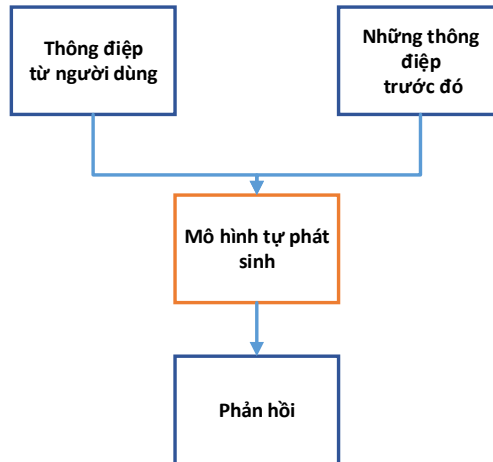 Thông điệp
từ người dùng
Những thông
điệp
trước đó
Mô hình tự phát
sinh
Phản hồi